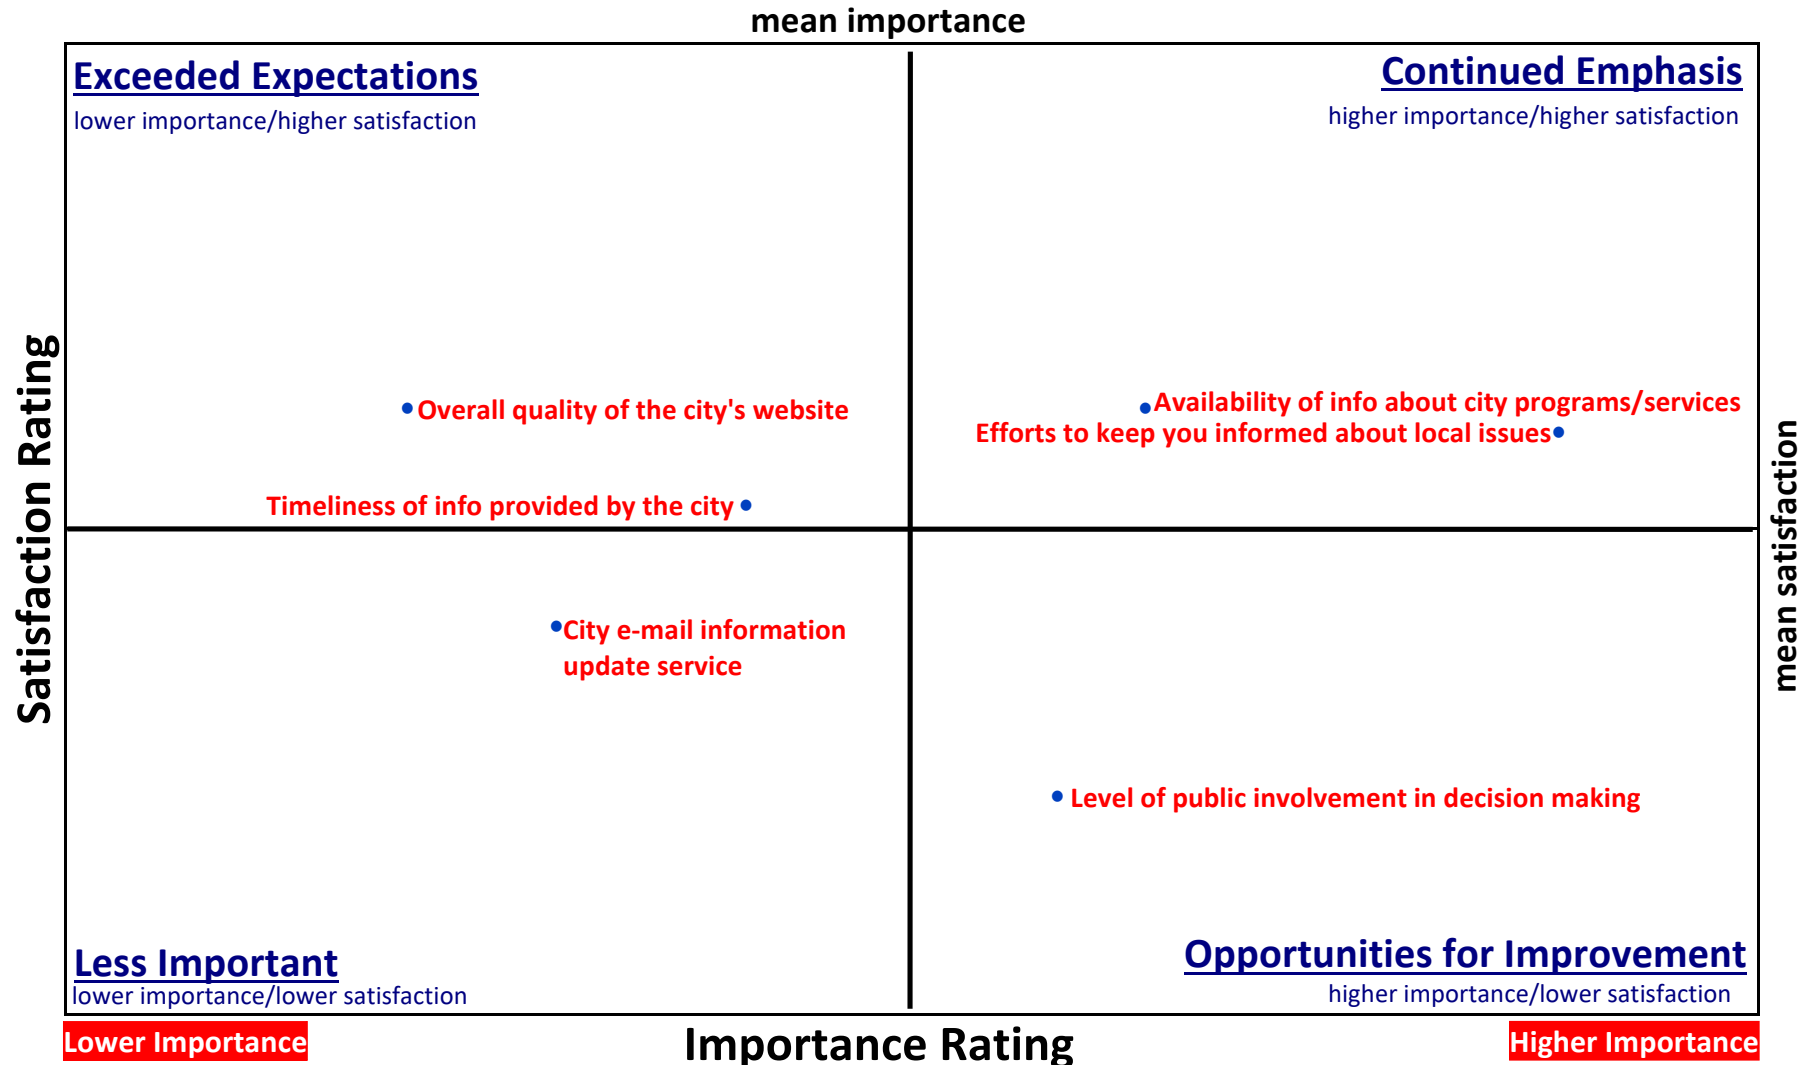 mean importance
Exceeded Expectations
lower importance/higher satisfaction
Continued Emphasis
higher importance/higher satisfaction
Satisfaction Rating
mean satisfaction
Overall quality of the city's website
Availability of info about city programs/services
Efforts to keep you informed about local issues
Timeliness of info provided by the city
City e-mail information
update service
Level of public involvement in decision making
Less Important
lower importance/lower satisfaction
Opportunities for Improvement
higher importance/lower satisfaction
Lower Importance
Importance Rating
Higher Importance